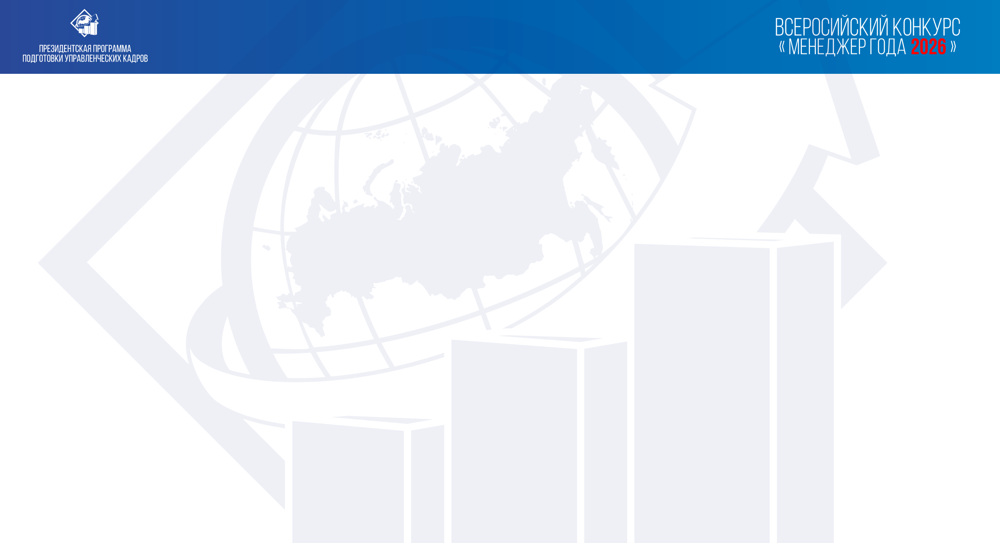 ПРЕЗИДЕНТСКАЯ ПРОГРАММА
ПОДГОТОВКИ УПРАВЛЕНЧЕСКИХ КАДРОВ
ВСЕРОСИЙСКИЙ КОНКУРС
« МЕНЕДЖЕР ГОДА 2026 »